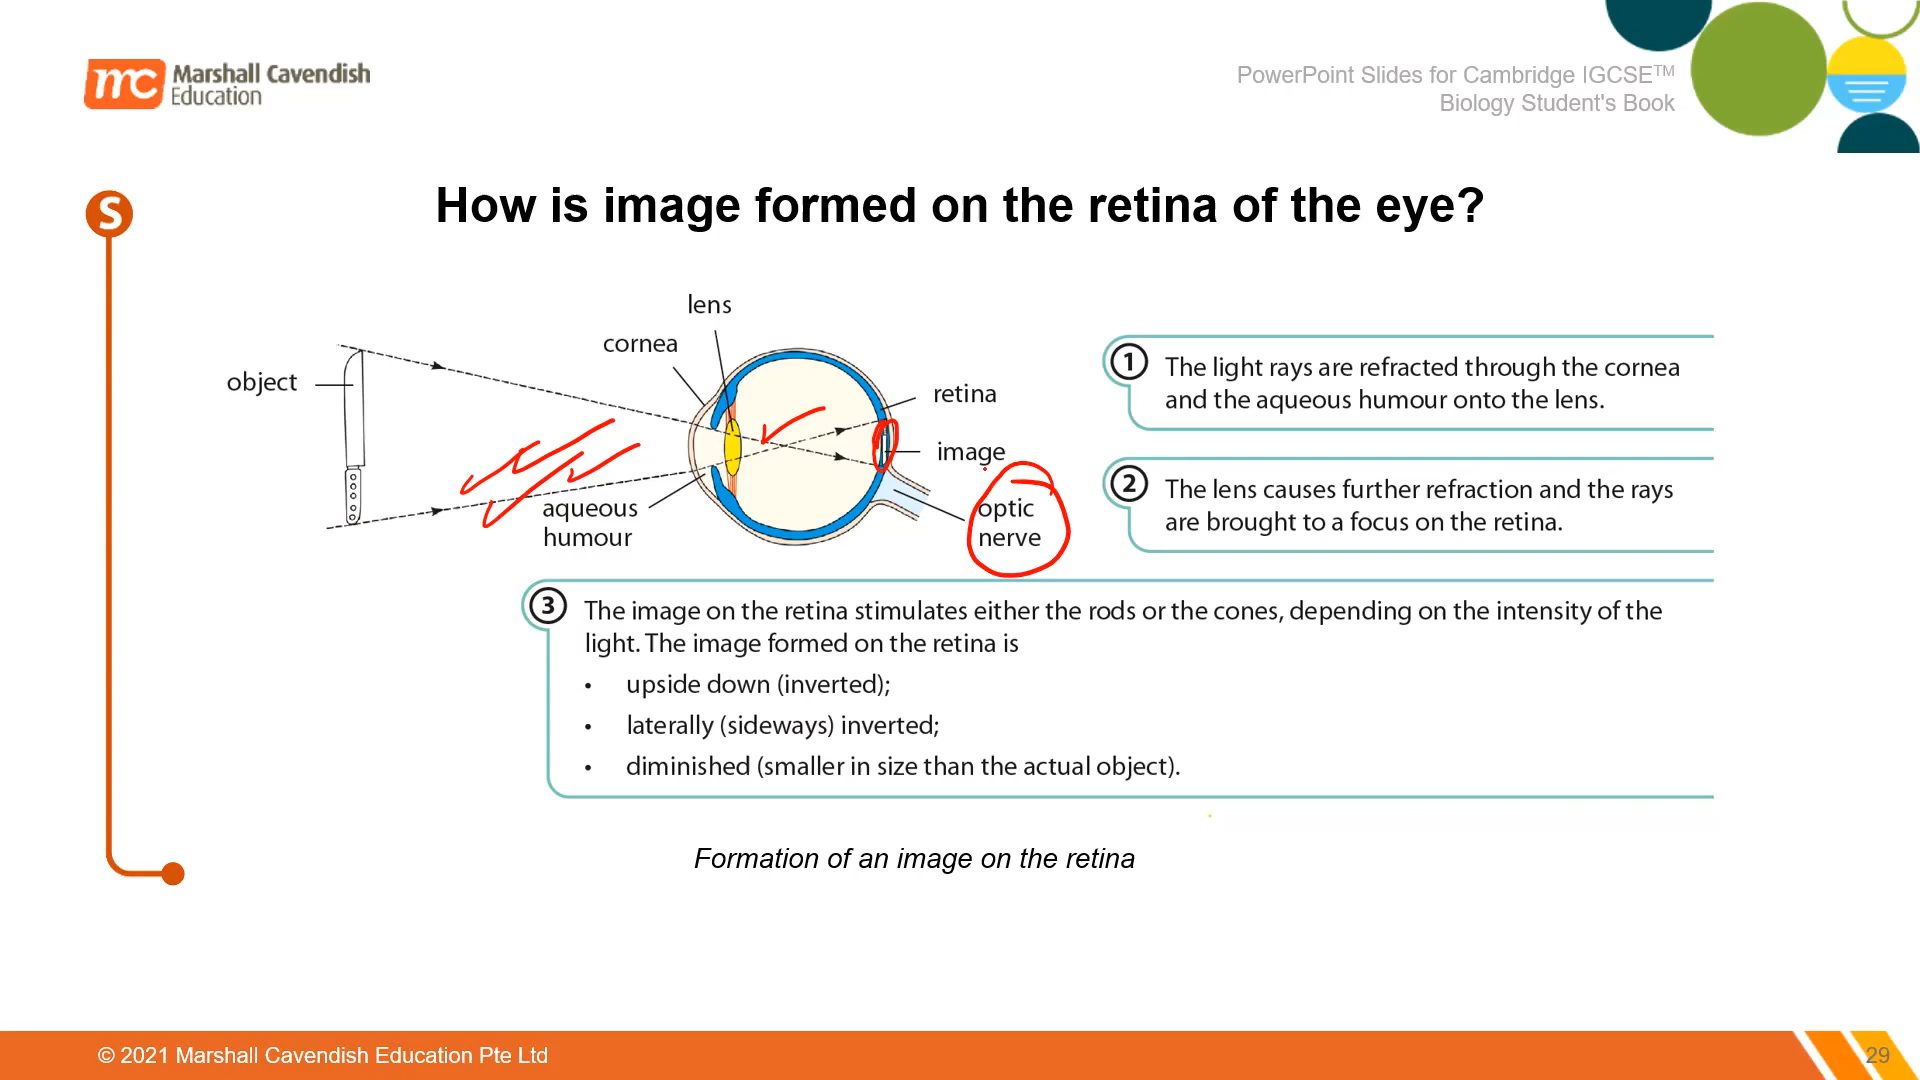 mc Marshall Cavendish
Education
PowerPoint Slides for Cambridge IGCSE™
Biology Student's Book
S
How is image formed on the retina of the eye?
lens
cornea
object
retina
image
aqueous
humour
optic
nerve
1 The light rays are refracted through the cornea
and the aqueous humour onto the lens.
2 The lens causes further refraction and the rays
are brought to a focus on the retina.
3 The image on the retina stimulates either the rods or the cones, depending on the intensity of the
light. The image formed on the retina is
• upside down (inverted);
• laterally (sideways) inverted;
• diminished (smaller in size than the actual object).
Formation of an image on the retina
© 2021 Marshall Cavendish Education Pte Ltd
29